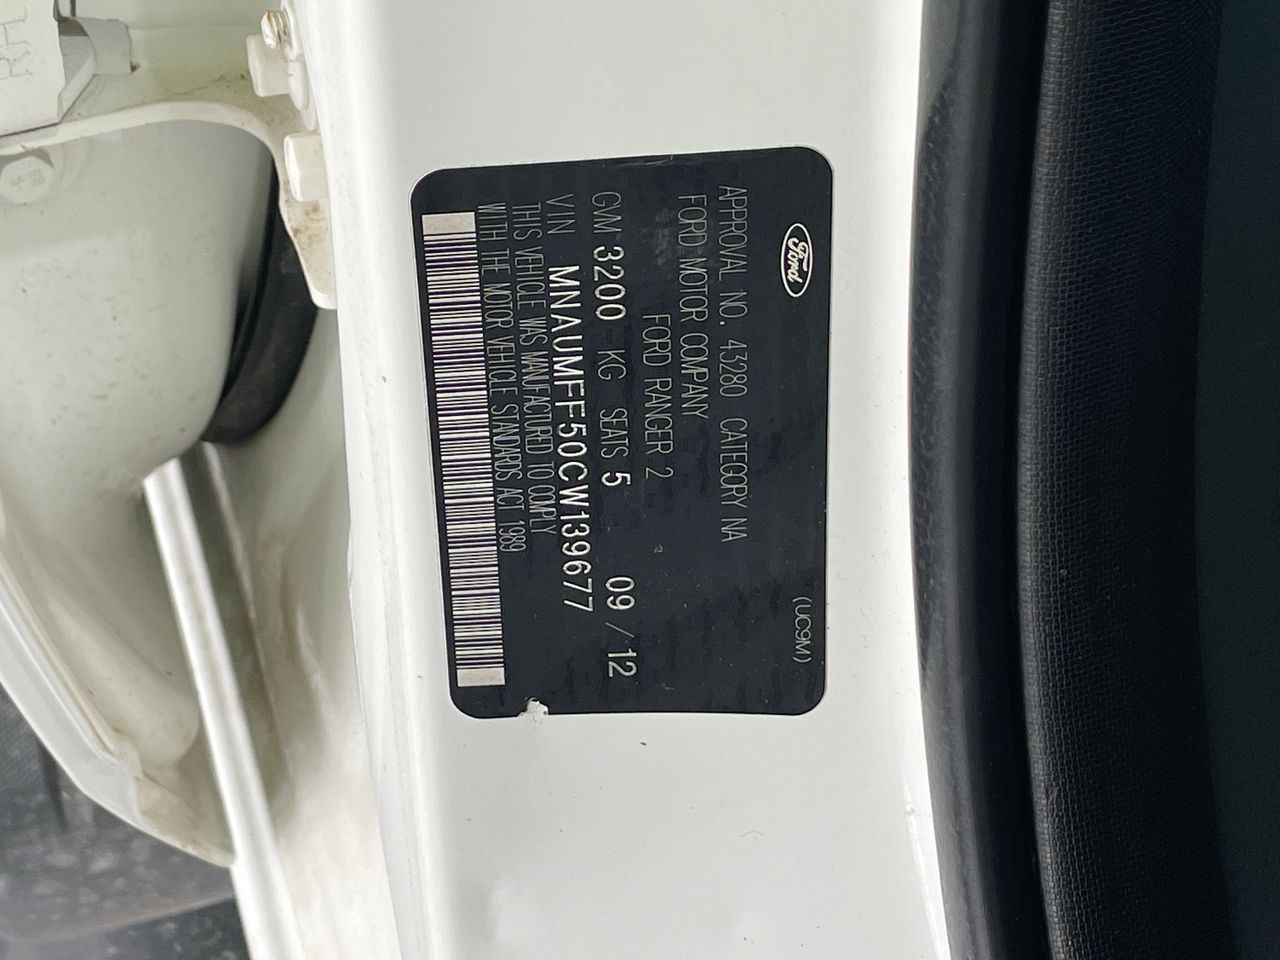 Ford
(UC9M)
APPROVAL NO. 43280 CATEGORY NA
FORD MOTOR COMPANY
FORD RANGER 2
GVM 3200 KG SEATS 5 09 / 12
VIN MNAUMFF50CW139677
THIS VEHICLE WAS MANUFACTURED TO COMPLY
WITH THE MOTOR VEHICLE STANDARDS ACT 1989